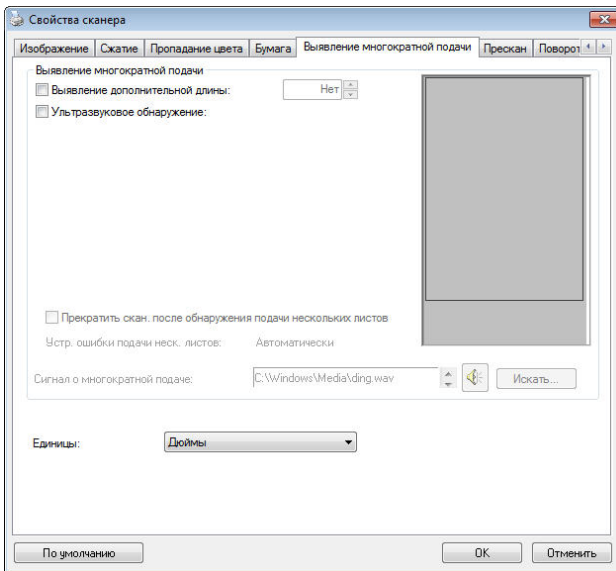 Свойства сканера
Изображение Сжатие Пропадание цвета Бумага Выявление многократной подачи Прескан Поворот
Выявление многократной подачи
Выявление дополнительной длины: Нет
Ультразвуковое обнаружение:
Прекратить скан. после обнаружения подачи нескольких листов
Устр. ошибки подачи неск. листов: Автоматически
Сигнал о многократной подаче: C:\Windows\Media\ding.wav Искать...
Единицы: Дюймы
По умолчанию OK Отменить